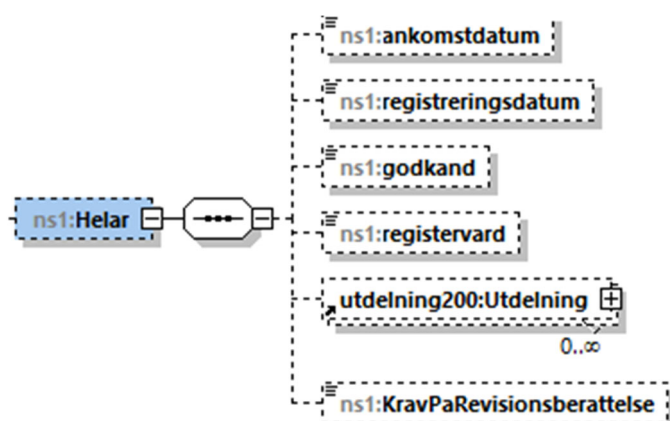 ns1:ankomstdatum
ns1:registreringsdatum
ns1:godkand
ns1:Helar
ns1:registervard
utdelning200:Utdelning
0..∞
ns1:KravPaRevisionsberattelse